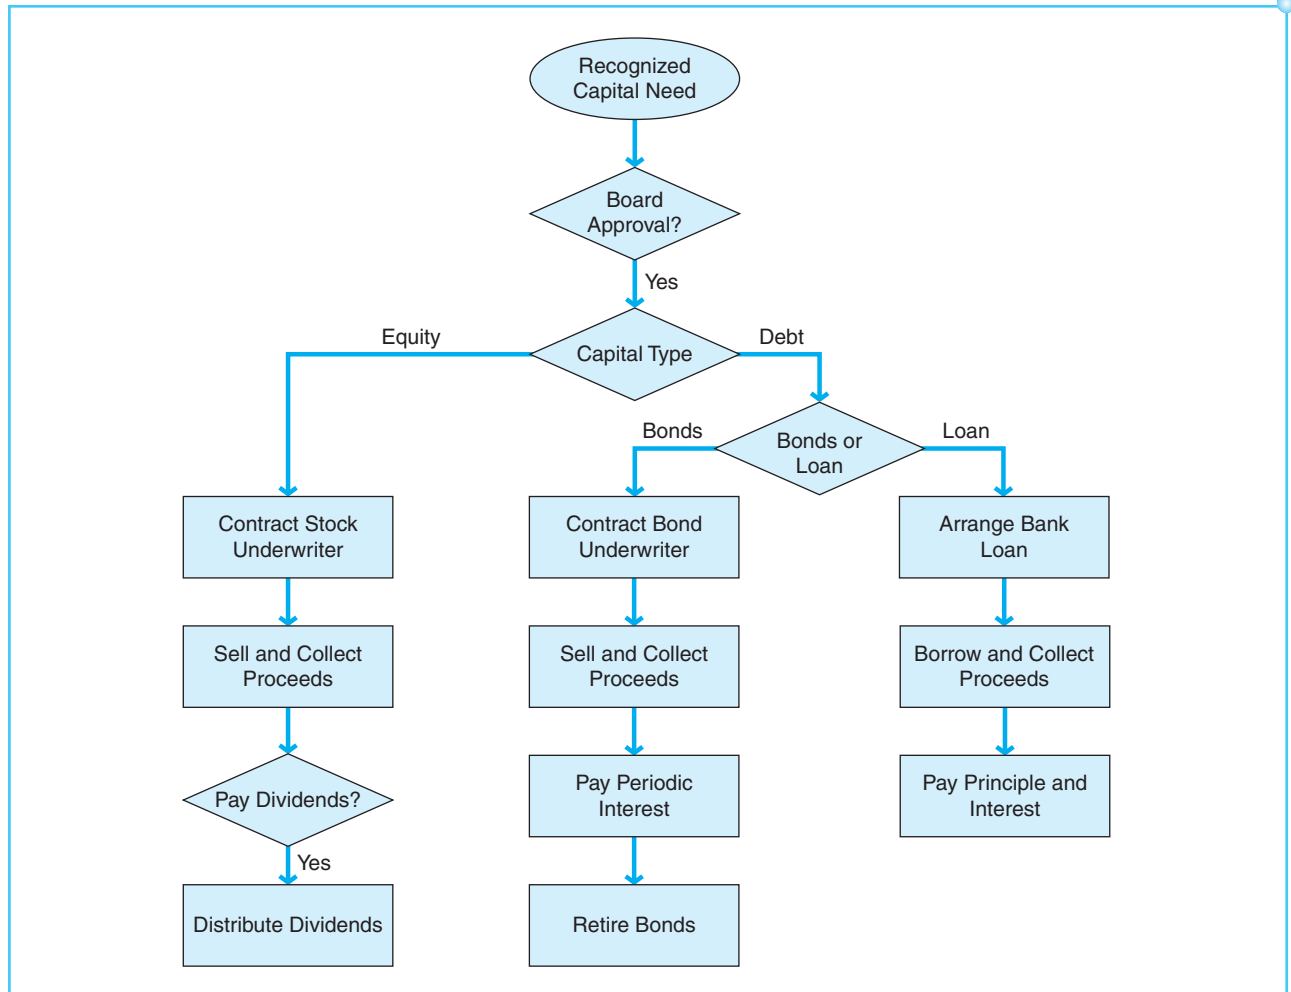 Recognized
Capital Need
Board
Approval?
Yes
Equity
Capital Type
Debt
Bonds
Bonds or
Loan
Loan
Contract Stock
Underwriter
Contract Bond
Underwriter
Arrange Bank
Loan
Sell and Collect
Proceeds
Sell and Collect
Proceeds
Borrow and Collect
Proceeds
Pay Dividends?
Pay Periodic
Interest
Pay Principle and
Interest
Yes
Distribute Dividends
Retire Bonds